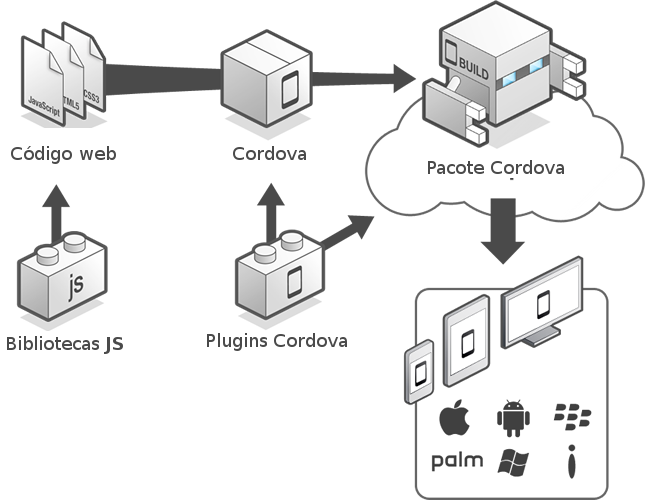 JavaScript
HTML5
CSS3
BUILD
Código web
Cordova
Pacote Cordova
js
Bibliotecas JS
Plugins Cordova
palm